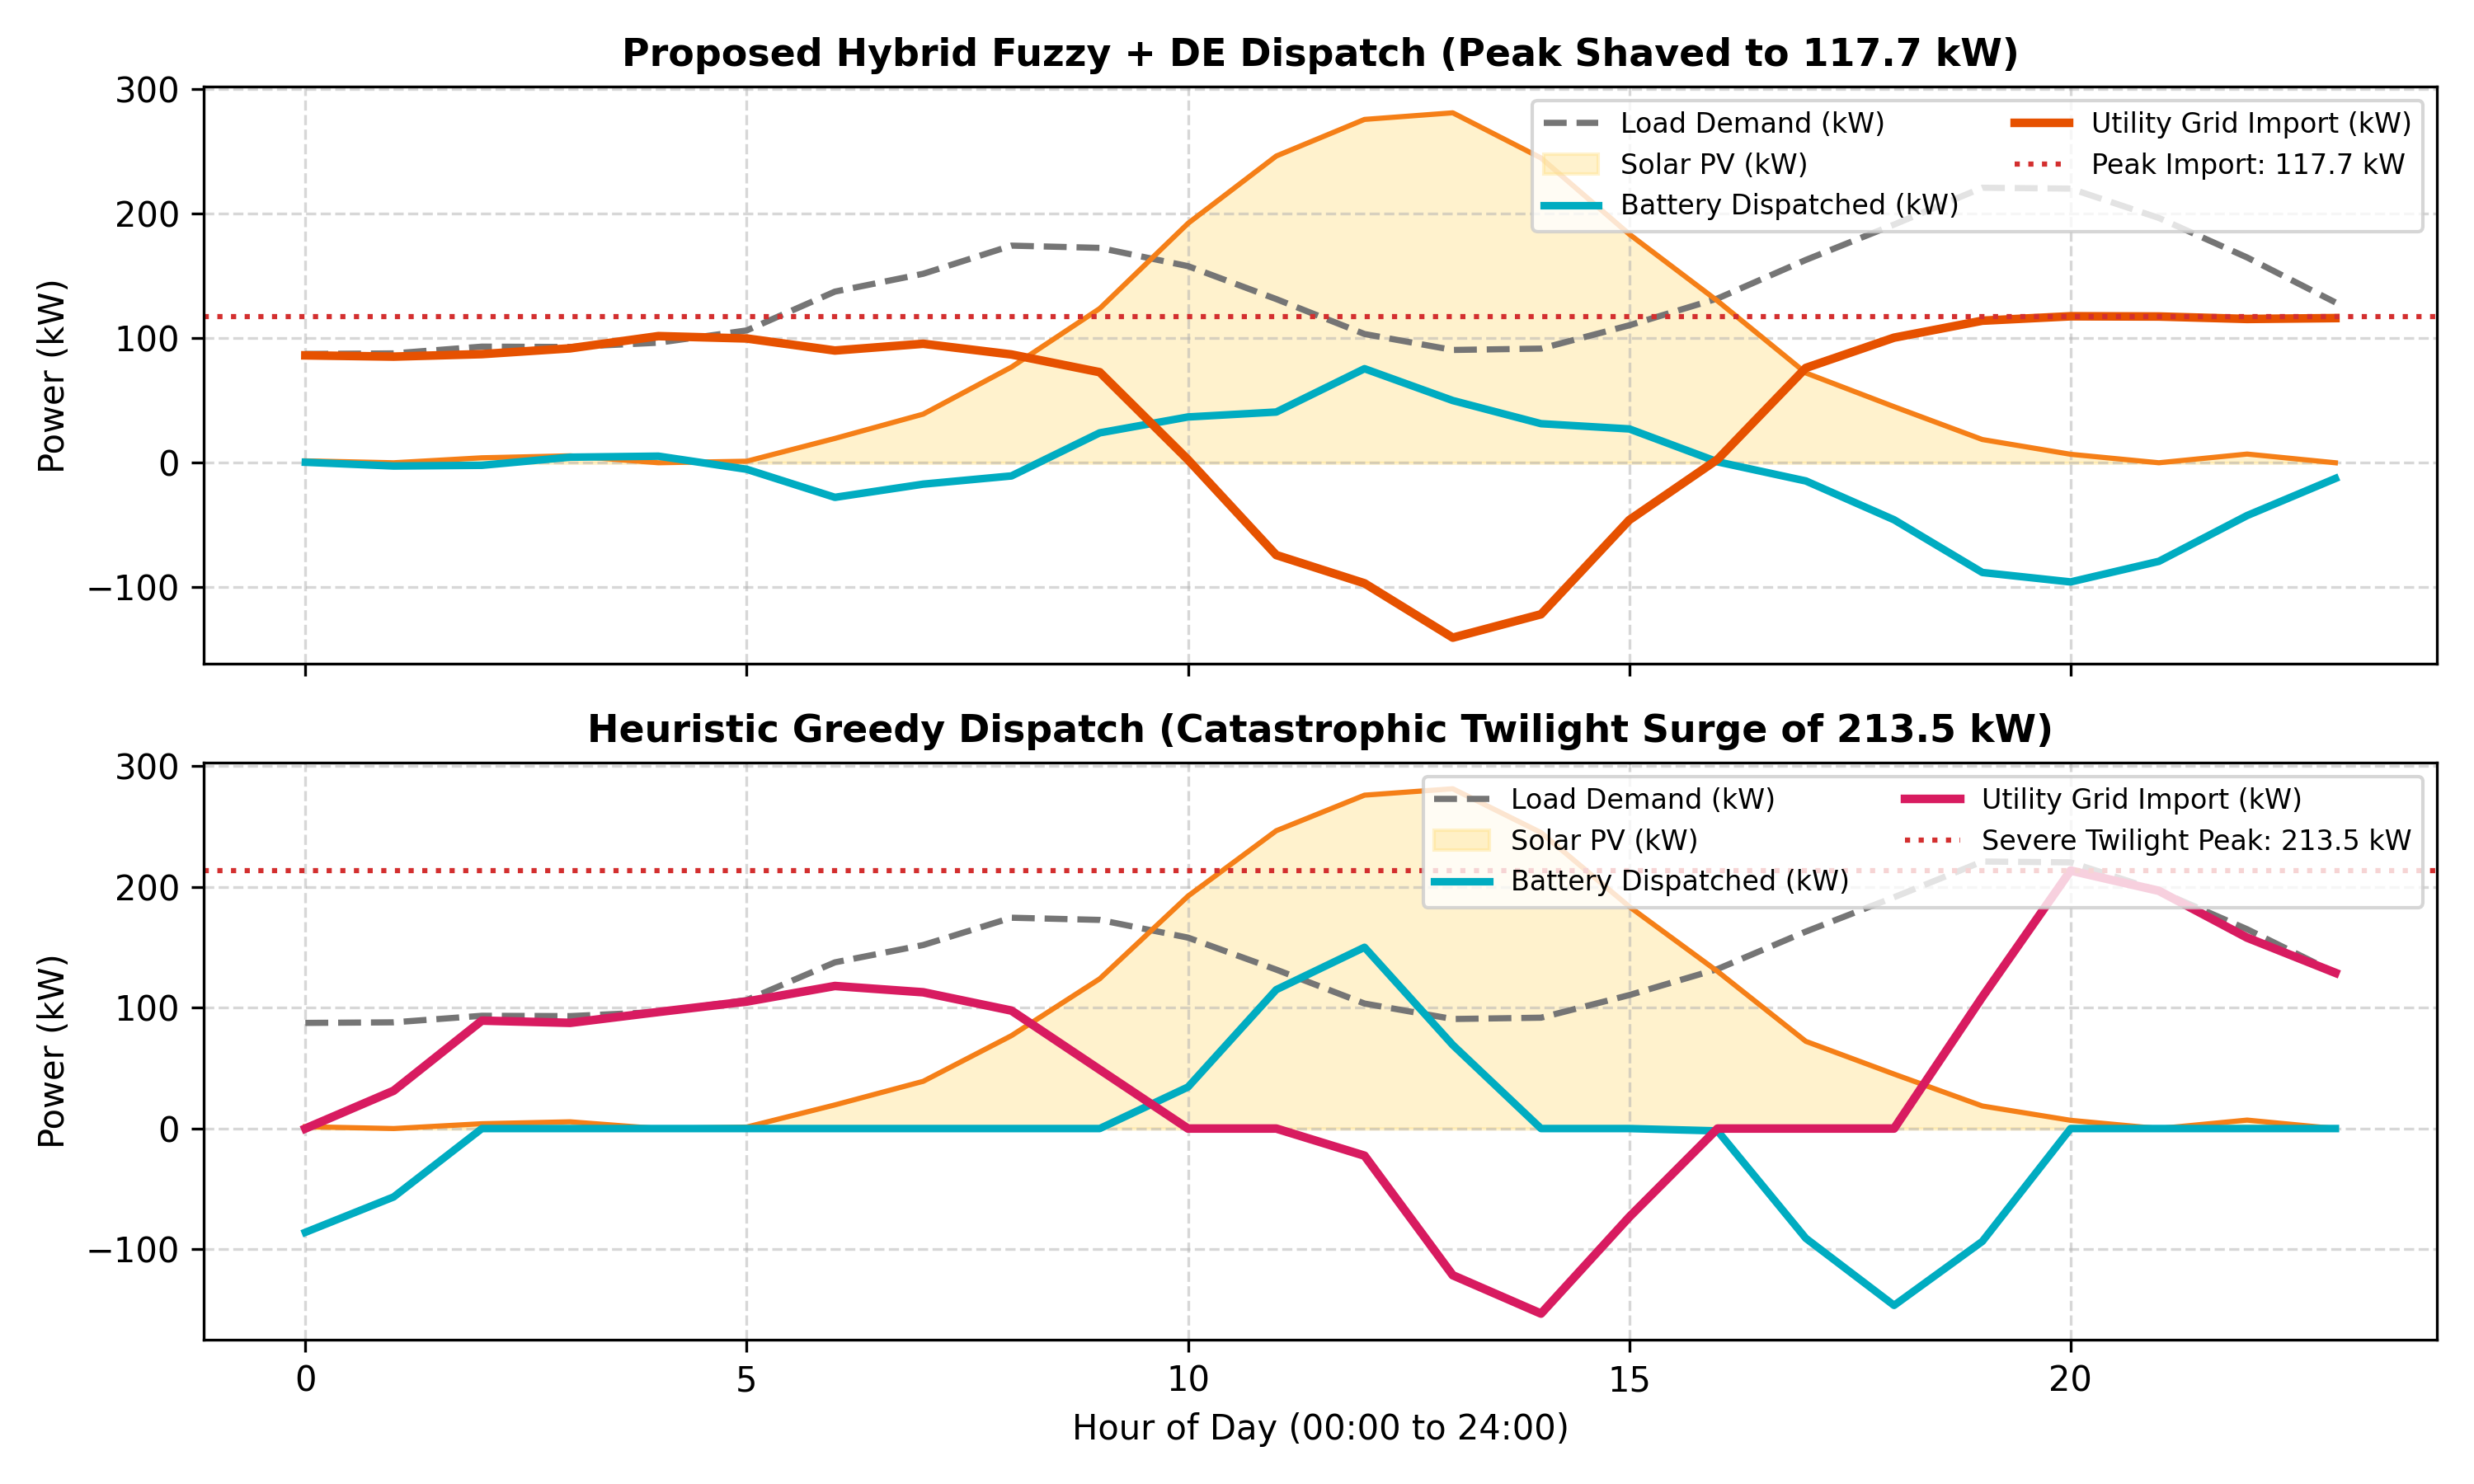 Proposed Hybrid Fuzzy + DE Dispatch (Peak Shaved to 117.7 kW)
300
200
100
0
−100
Power (kW)
Load Demand (kW)
Solar PV (kW)
Battery Dispatched (kW)
Utility Grid Import (kW)
Peak Import: 117.7 kW
Heuristic Greedy Dispatch (Catastrophic Twilight Surge of 213.5 kW)
300
200
100
0
−100
Power (kW)
Load Demand (kW)
Solar PV (kW)
Battery Dispatched (kW)
Utility Grid Import (kW)
Severe Twilight Peak: 213.5 kW
0 5 10 15 20
Hour of Day (00:00 to 24:00)